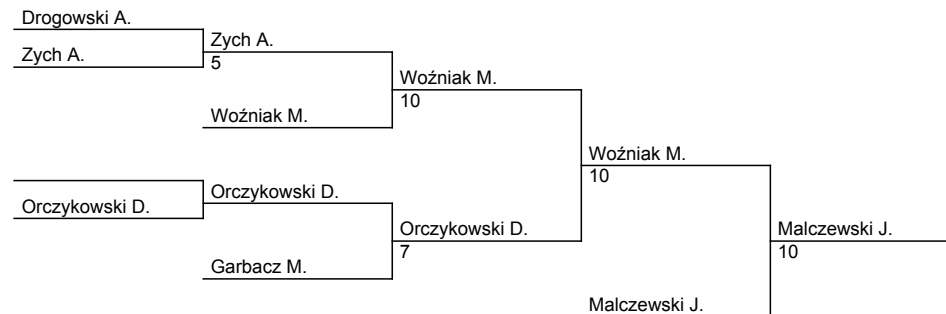 Drogowski A.
Zych A.
Zych A.
5
Woźniak M.
10
Woźniak M.
Woźniak M.
10
Orczykowski D.
Orczykowski D.
Orczykowski D.
7
Malczewski J.
10
Garbacz M.
Malczewski J.